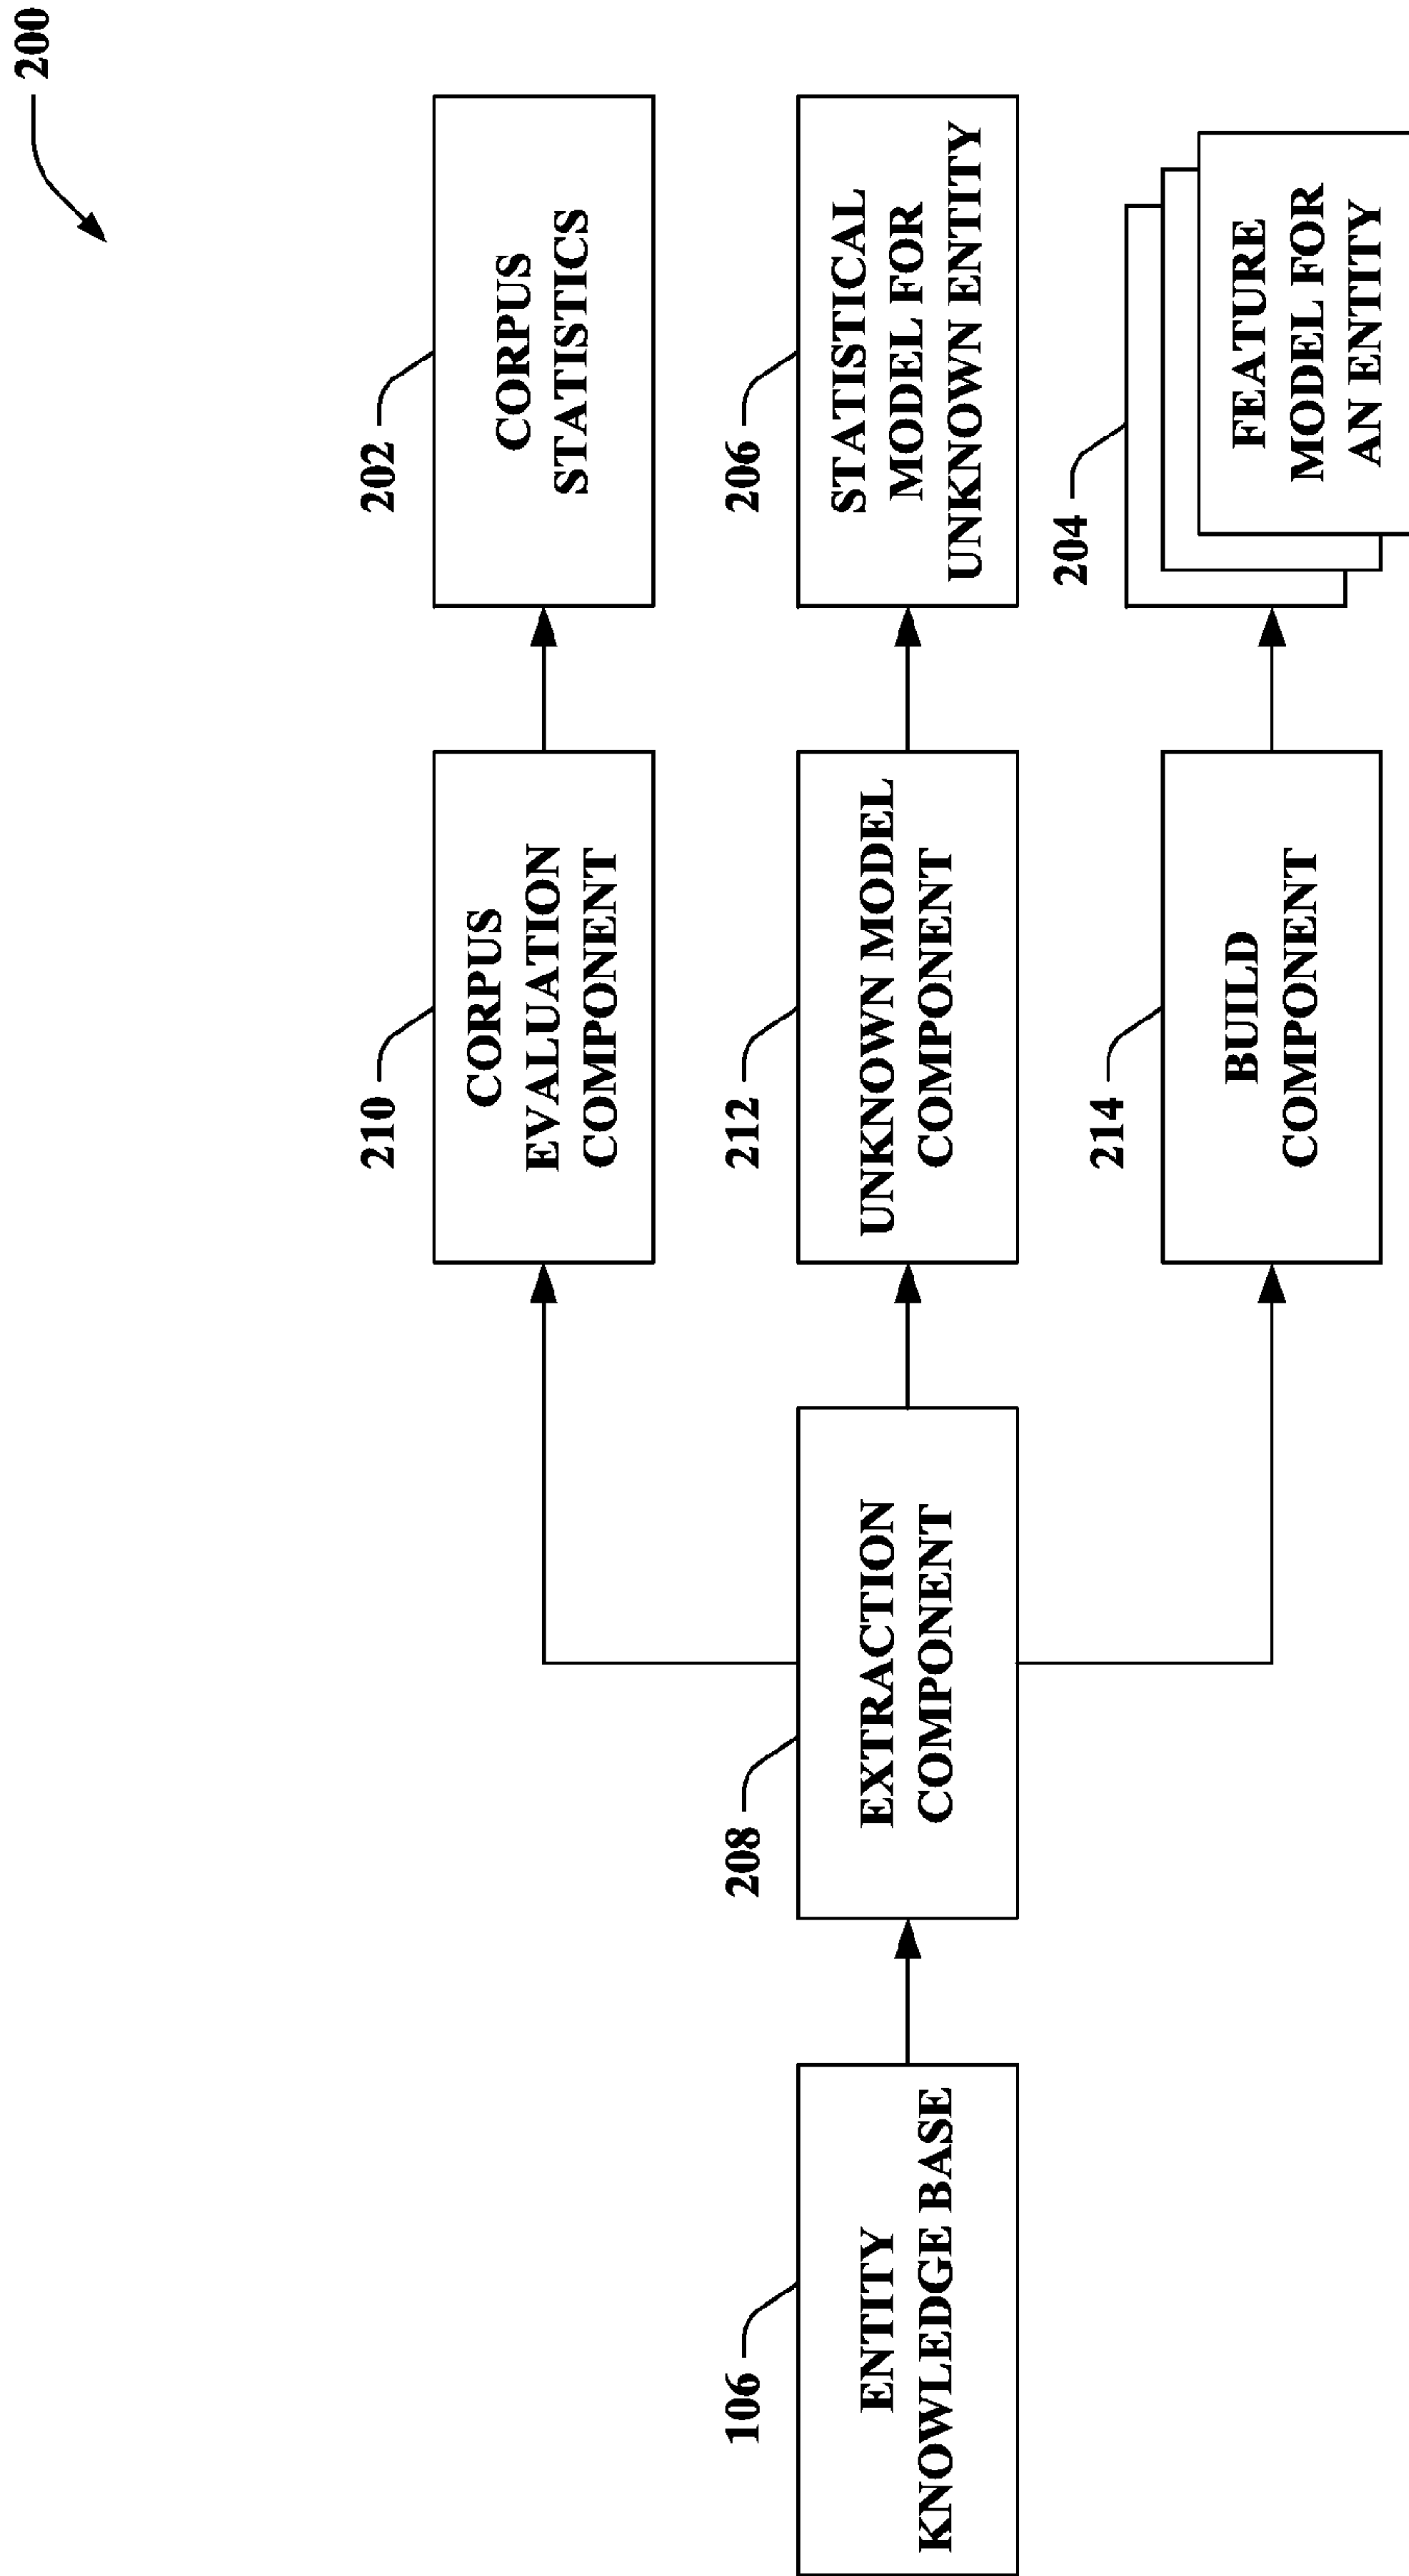 200
202
CORPUS
STATISTICS
210
CORPUS
EVALUATION
COMPONENT
106
ENTITY
KNOWLEDGE BASE
208
EXTRACTION
COMPONENT
212
UNKNOWN MODEL
COMPONENT
206
STATISTICAL
MODEL FOR
UNKNOWN ENTITY
214
BUILD
COMPONENT
204
FEATURE
MODEL FOR
AN ENTITY